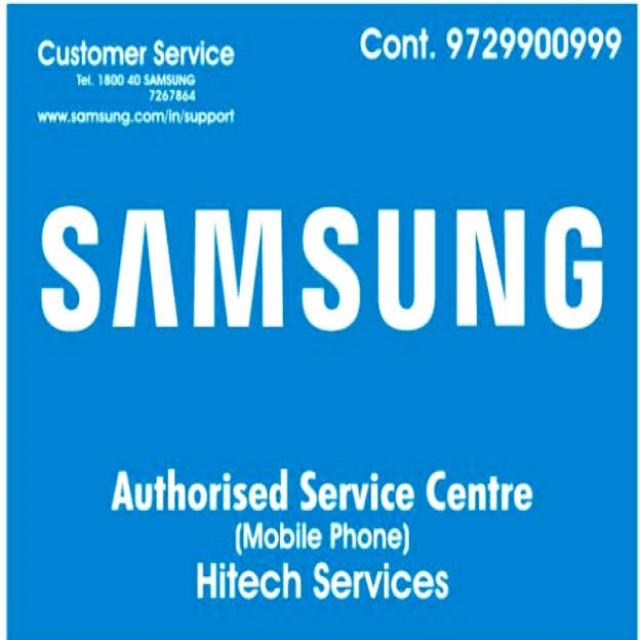 Customer Service
Tel. 1800 40 SAMSUNG
7267864
www.samsung.com/in/support
Cont. 9729900999
SAMSUNG
Authorised Service Centre
(Mobile Phone)
Hitech Services